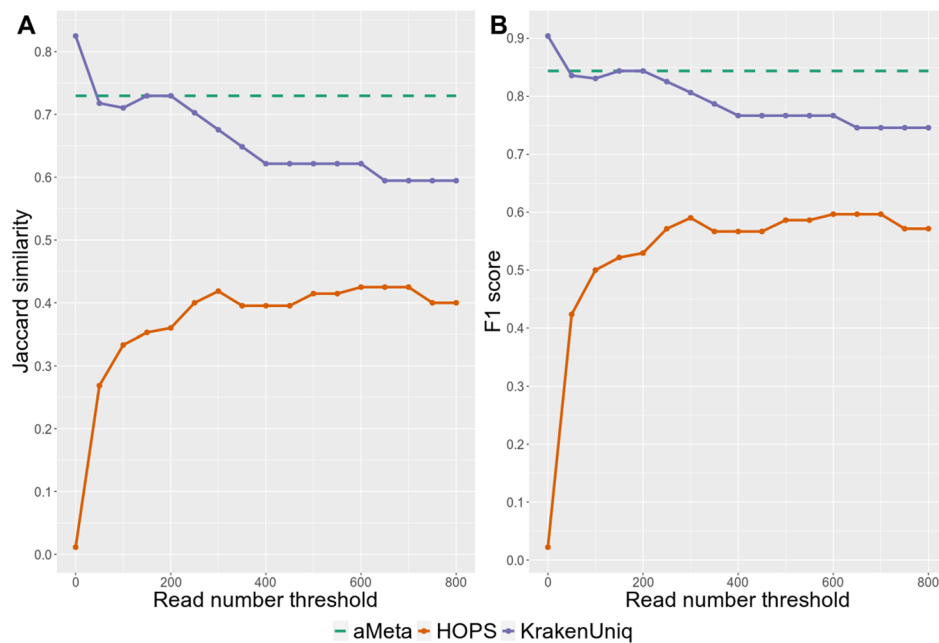 A
Jaccard similarity
0.8
0.7
0.6
0.5
0.4
0.3
0.2
0.1
0.0
0 200 400 600 800
Read number threshold
B
F1 score
0.9
0.8
0.7
0.6
0.5
0.4
0.3
0.2
0.1
0.0
0 200 400 600 800
Read number threshold
aMeta HOPS KrakenUniq